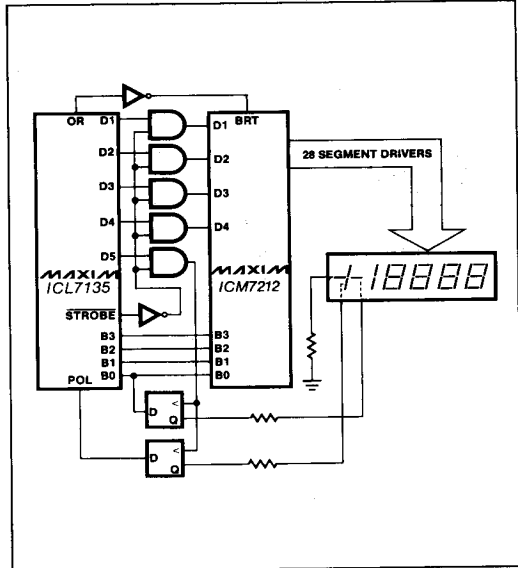 OR
BRT
D1
D2
D3
D4
D5
D1
D2
D3
D4
28 SEGMENT DRIVERS
MAXIM
ICL7135
MAXIM
ICM7212
STROBE
B3
B2
B1
B0
B3
B2
B1
B0
POL
D
<
Q
D
<
Q
-/-18888